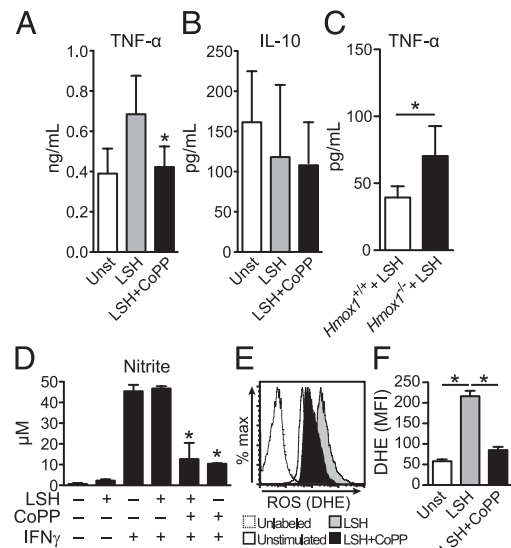 A
TNF-α
ng/mL
1.0
0.8
0.6
0.4
0.2
0.0
*
Unst
LSH
LSH+CoPP
B
IL-10
pg/mL
250
200
150
100
50
0
Unst
LSH
LSH+CoPP
C
TNF-α
pg/mL
150
100
50
0
*
Hmox1+/+ + LSH
Hmox1-/- + LSH
D
Nitrite
µM
50
40
30
20
10
0
* *
LSH – + – + + –
CoPP – – – – + +
IFNγ – – + + + +
E
% max
ROS (DHE)
Unlabeled LSH
Unstimulated LSH+CoPP
F
DHE (MFI)
250
200
150
100
50
0
* *
Unst
LSH
LSH+CoPP